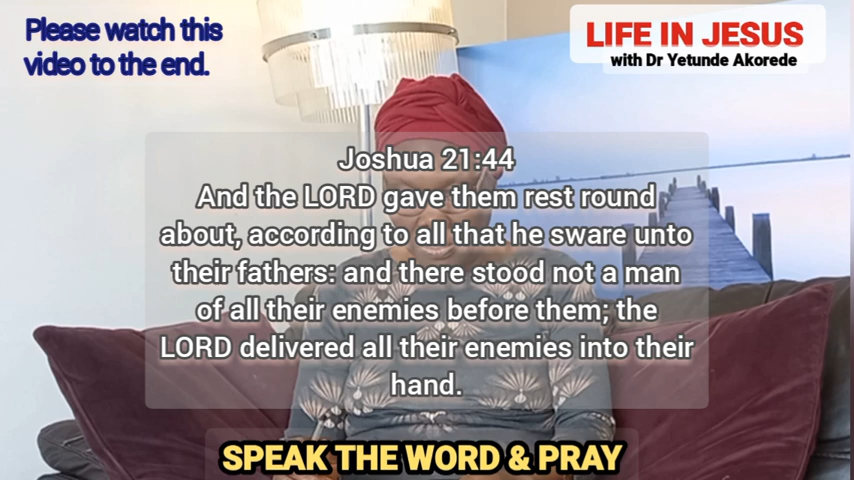 Please watch this
video to the end.
LIFE IN JESUS
with Dr Yetunde Akorede
Joshua 21:44
And the LORD gave them rest round
about, according to all that he sware unto
their fathers: and there stood not a man
of all their enemies before them; the
LORD delivered all their enemies into their
hand.
SPEAK THE WORD & PRAY